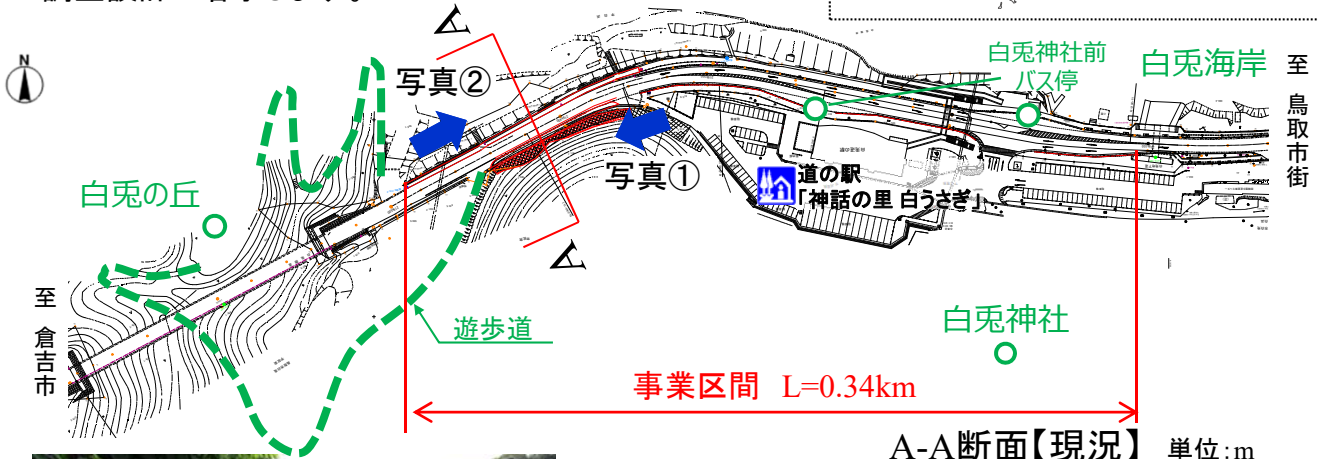 N
A
写真②
白兎神社前
バス停
白兎海岸
至 鳥取市街
写真①
道の駅
「神話の里 白うさぎ」
白兎の丘
A
至 倉吉市
遊歩道
白兎神社
事業区間 L=0.34km
A-A断面【現況】 単位:m